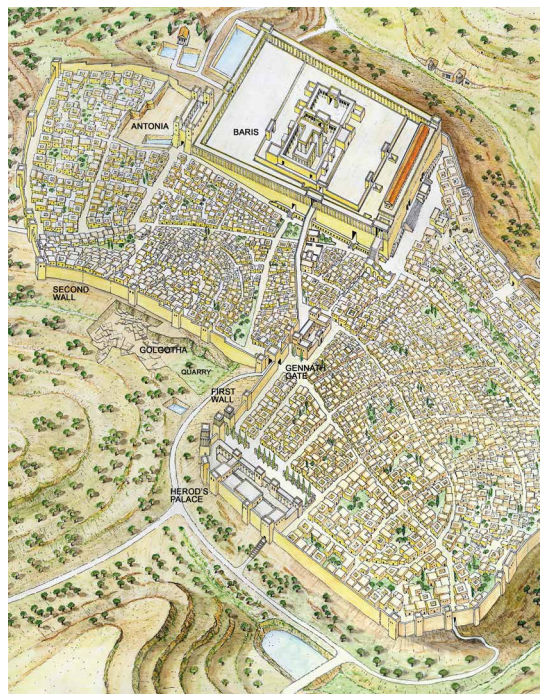 ANTONIA
BARIS
SECOND
WALL
GOLGOTHA
QUARRY
GENNATH
GATE
FIRST
WALL
HEROD'S
PALACE